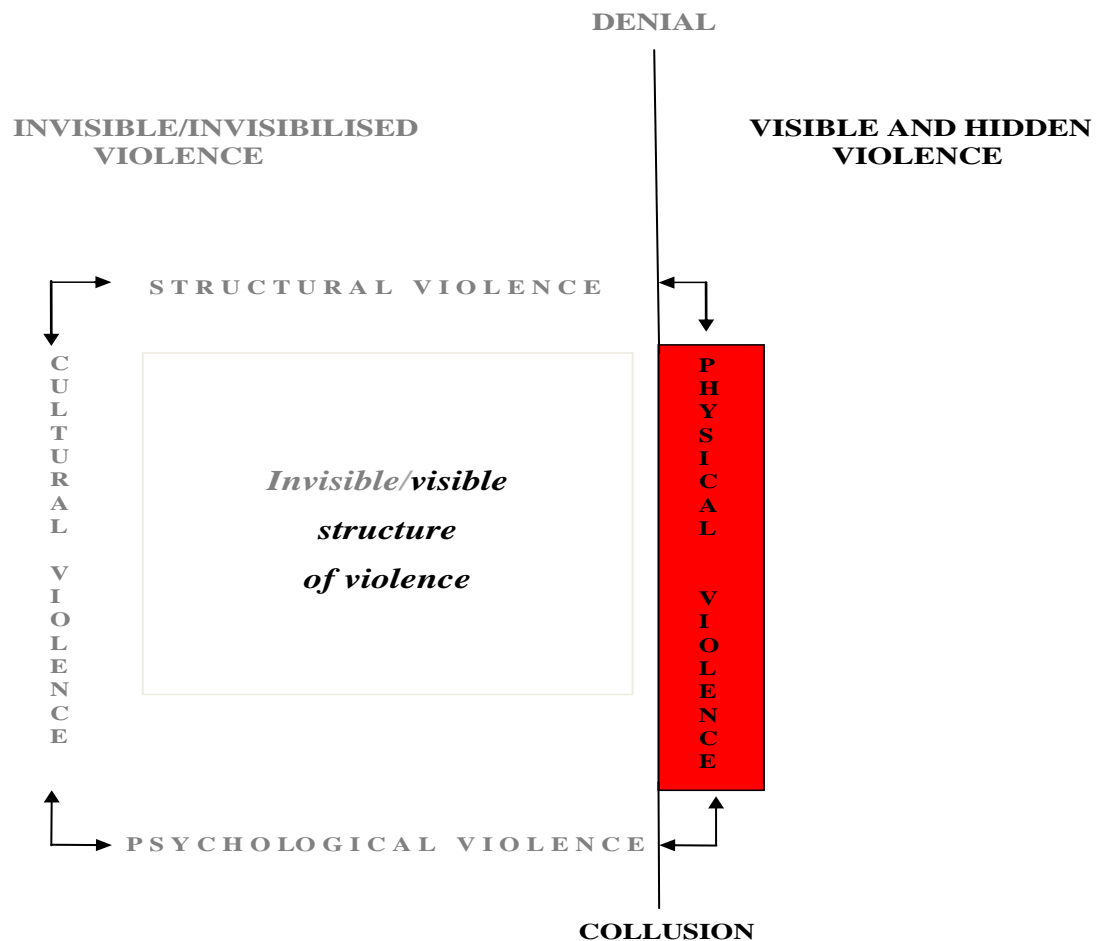 DENIAL
INVISIBLE/INVISIBILISED
VIOLENCE
VISIBLE AND HIDDEN
VIOLENCE
STRUCTURAL VIOLENCE
CULTURAL VIOLENCE
Invisible/visible
structure
of violence
PHYSICAL VIOLENCE
PSYCHOLOGICAL VIOLENCE
COLLUSION